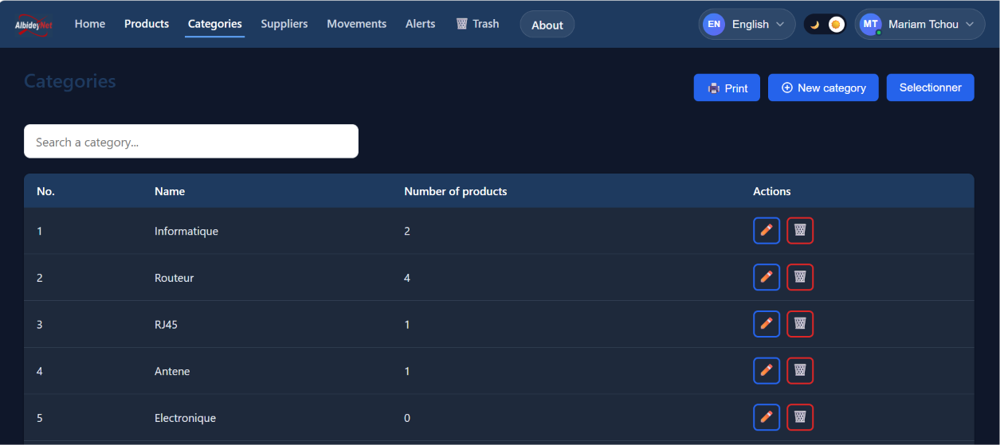 AlbideyNet Home Products Categories Suppliers Movements Alerts Trash About EN English MT Mariam Tchou
Categories Print New category Selectionner
Search a category...
No. Name Number of products Actions
1 Informatique 2
2 Routeur 4
3 RJ45 1
4 Antene 1
5 Electronique 0